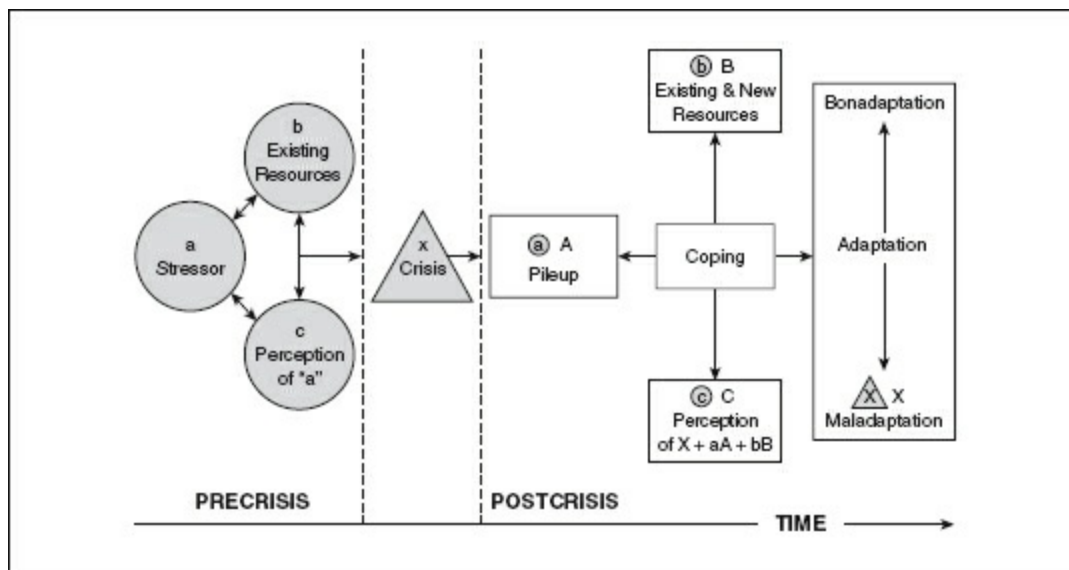 b
Existing
Resources
a
Stressor
c
Perception
of "a"
x
Crisis
a A
Pileup
b B
Existing & New
Resources
Coping
c C
Perception
of X + aA + bB
Bonadaptation
Adaptation
X X
Maladaptation
PRECRISIS
POSTCRISIS
TIME